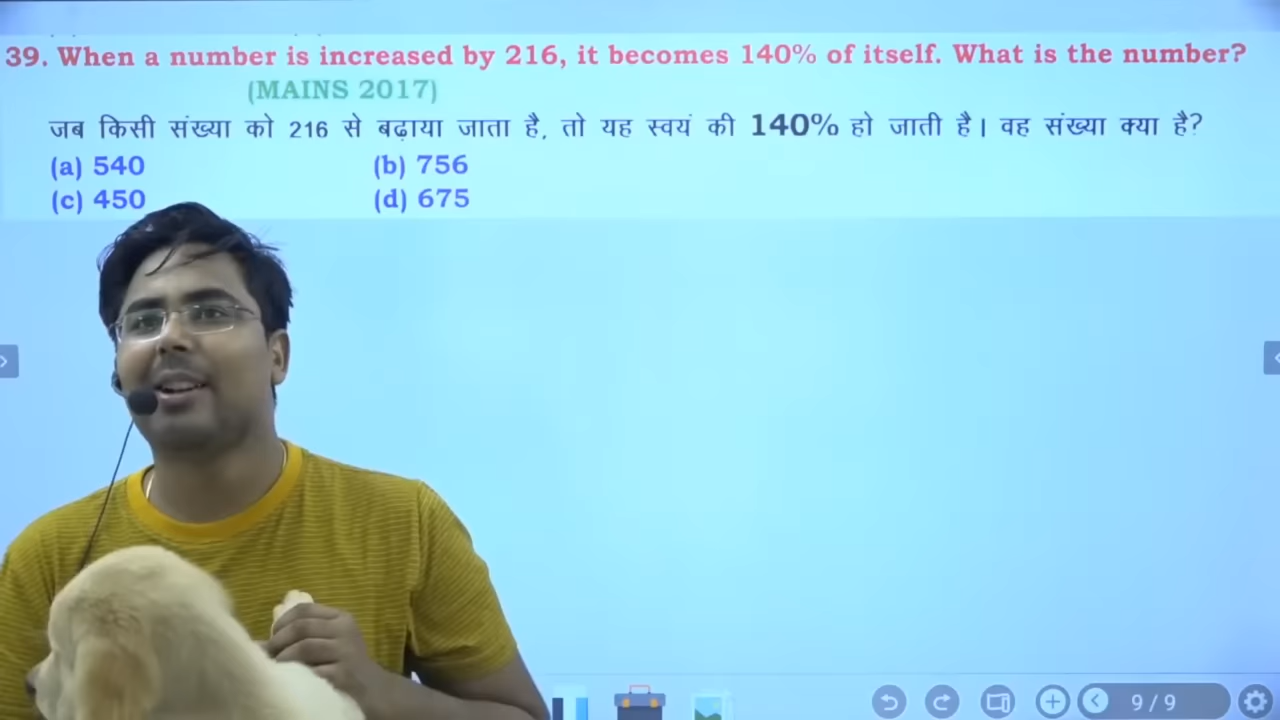 39. When a number is increased by 216, it becomes 140% of itself. What is the number?
(MAINS 2017)
जब किसी संख्या को 216 से बढ़ाया जाता है, तो यह स्वयं की 140% हो जाती है। वह संख्या क्या है?
(a) 540 (b) 756
(c) 450 (d) 675
9/9